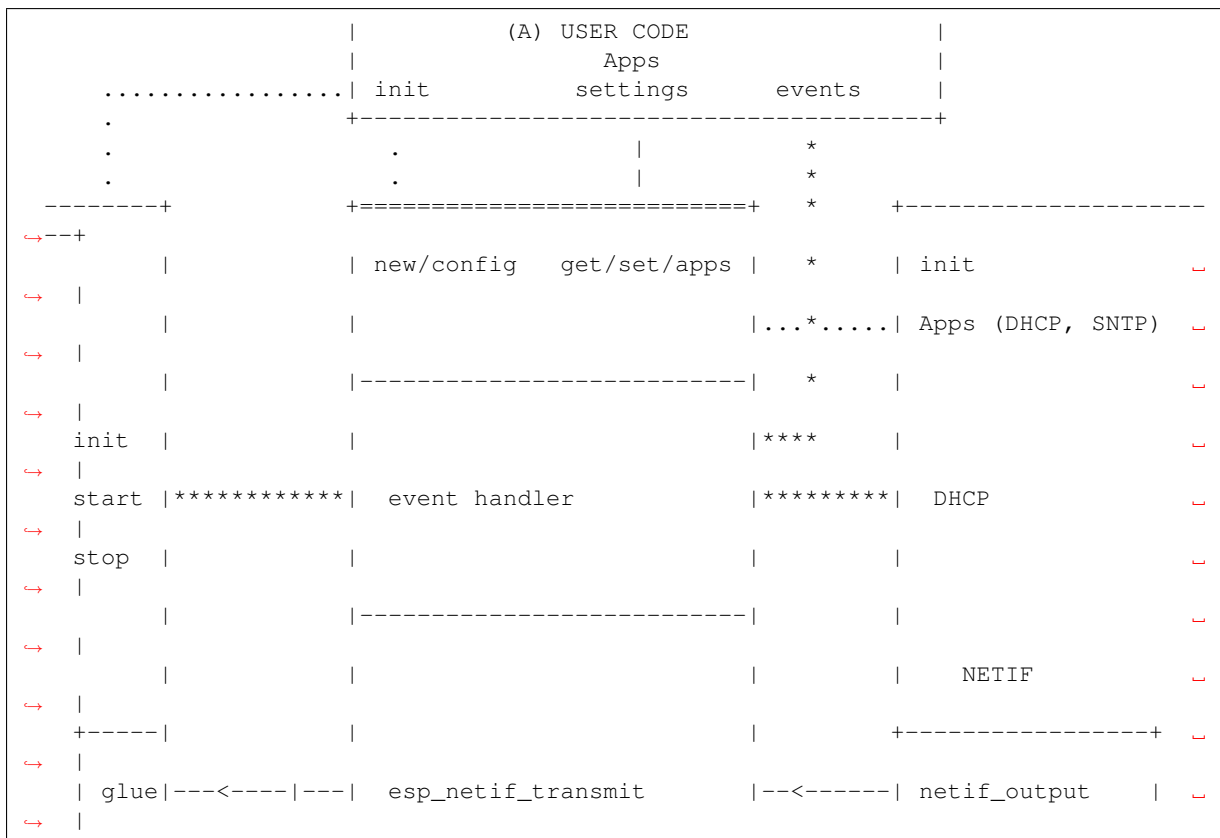 |          (A) USER CODE                 |
                       |                 Apps                   |
      .................| init          settings      events     |
      .                +----------------------------------------+
      .                   .                |           *
      .                   .                |           *
  --------+            +===========================+   *     +---------------------
↪--+
          |            | new/config   get/set/apps |   *     | init                ␣
↪  |
          |            |                           |...*.....| Apps (DHCP, SNTP)   ␣
↪  |
          |            |---------------------------|   *     |                     ␣
↪  |
    init  |            |                           |****     |                     ␣
↪  |
    start |************|  event handler            |*********|  DHCP               ␣
↪  |
    stop  |            |                           |         |                     ␣
↪  |
          |            |---------------------------|         |                     ␣
↪  |
          |            |                           |         |    NETIF            ␣
↪  |
    +-----|            |                           |         +-----------------+   ␣
↪  |
    | glue|---<----|---|  esp_netif_transmit       |--<------| netif_output    |   ␣
↪  |